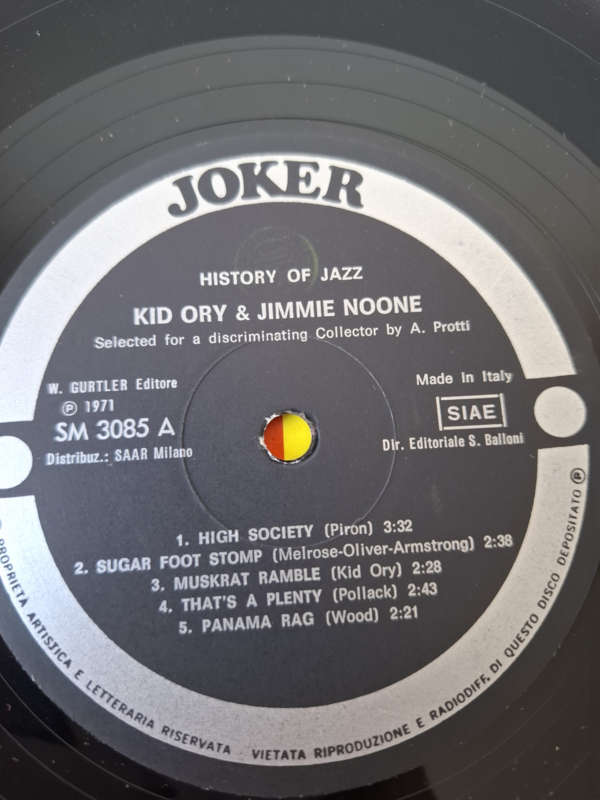 JOKER
HISTORY OF JAZZ
KID ORY & JIMMIE NOONE
Selected for a discriminating Collector by A. Protti
W. GURTLER Editore
Ⓟ 1971
SM 3085 A
Distribuz.: SAAR Milano
Made in Italy
SIAE
Dir. Editoriale S. Balloni
1. HIGH SOCIETY (Piron) 3:32
2. SUGAR FOOT STOMP (Melrose-Oliver-Armstrong) 2:38
3. MUSKRAT RAMBLE (Kid Ory) 2:28
4. THAT'S A PLENTY (Pollack) 2:43
5. PANAMA RAG (Wood) 2:21
PROPRIETA ARTISTICA E LETTERARIA RISERVATA - VIETATA RIPRODUZIONE E RADIODIFF. DI QUESTO DISCO DEPOSITATO Ⓟ